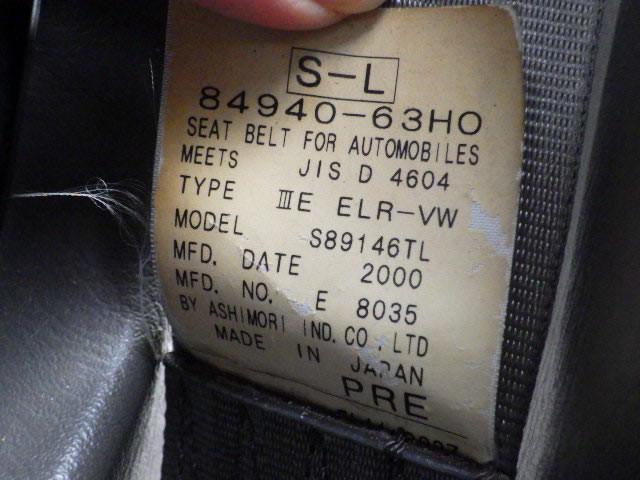 S-L
84940-63H0
SEAT BELT FOR AUTOMOBILES
MEETS JIS D 4604
TYPE ⅢE ELR-VW
MODEL S89146TL
MFD. DATE 2000
MFD. NO. E 8035
BY ASHIMORI IND. CO., LTD
MADE IN JAPAN
PRE